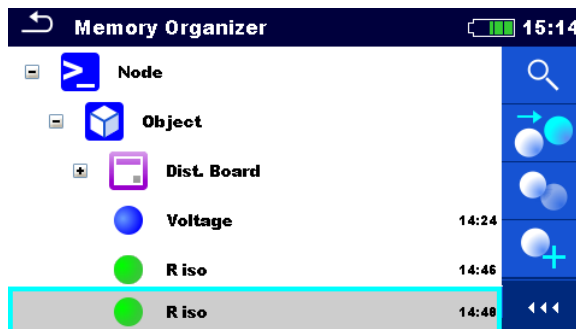 Memory Organizer 15:14
Node
Object
Dist. Board
Voltage 14:24
R iso 14:46
R iso 14:48